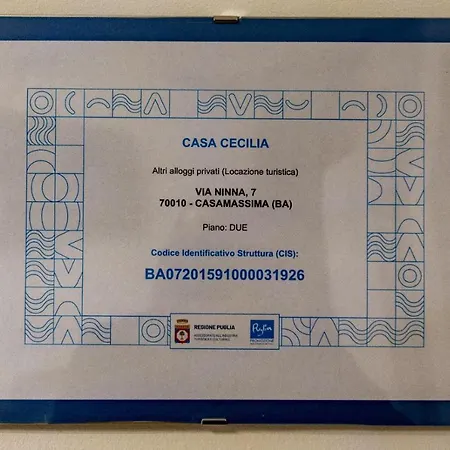 CASA CECILIA
Altri alloggi privati (Locazione turistica)
VIA NINNA, 7
70010 - CASAMASSIMA (BA)
Piano: DUE
Codice Identificativo Struttura (CIS):
BA07201591000031926
REGIONE PUGLIA
Puglia